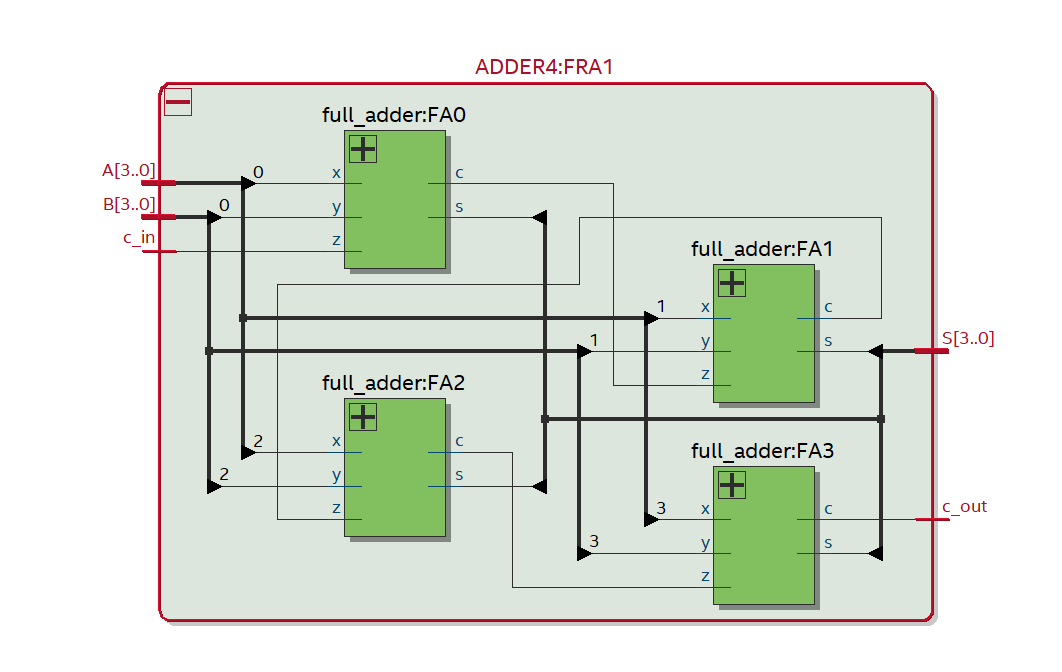 ADDER4:FRA1
full_adder:FA0
A[3..0]
0
x
c
B[3..0]
0
y
s
c_in
z
full_adder:FA1
1
x
c
1
y
s
S[3..0]
z
full_adder:FA2
2
x
c
2
y
s
z
full_adder:FA3
3
x
c
c_out
3
y
s
z